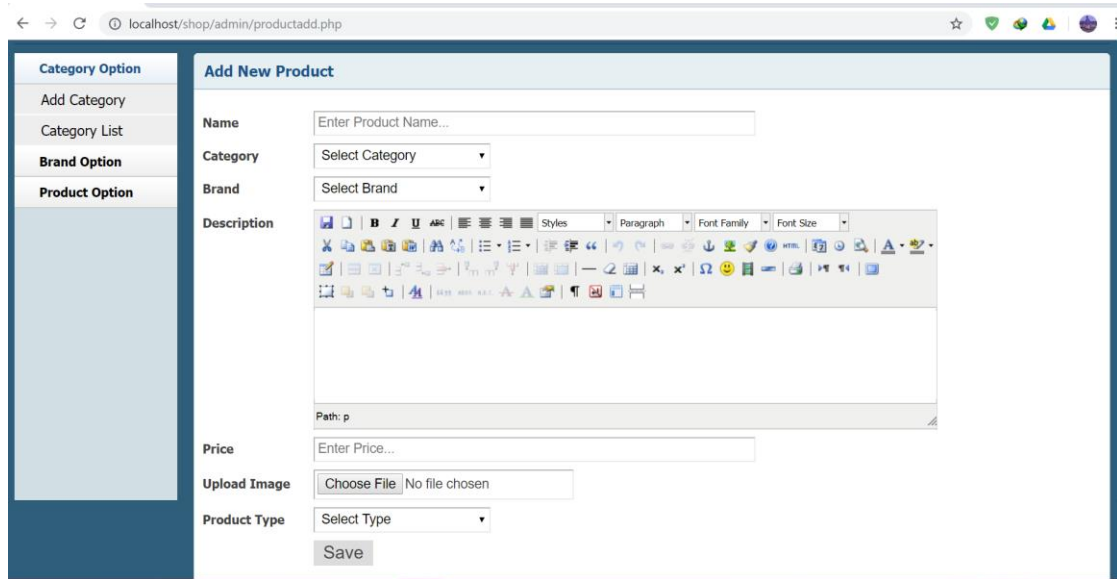 localhost/shop/admin/productadd.php
Category Option
Add Category
Category List
Brand Option
Product Option
Add New Product
Name Enter Product Name...
Category Select Category
Brand Select Brand
Description B I U ABC Styles Paragraph Font Family Font Size
HTML
Path: p
Price Enter Price...
Upload Image Choose File No file chosen
Product Type Select Type
Save